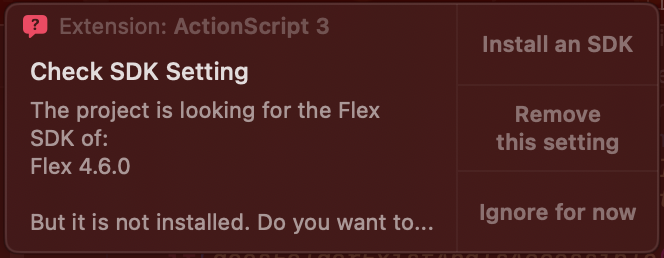 Extension: ActionScript 3
Check SDK Setting
The project is looking for the Flex
SDK of:
Flex 4.6.0
But it is not installed. Do you want to...
Install an SDK
Remove
this setting
Ignore for now